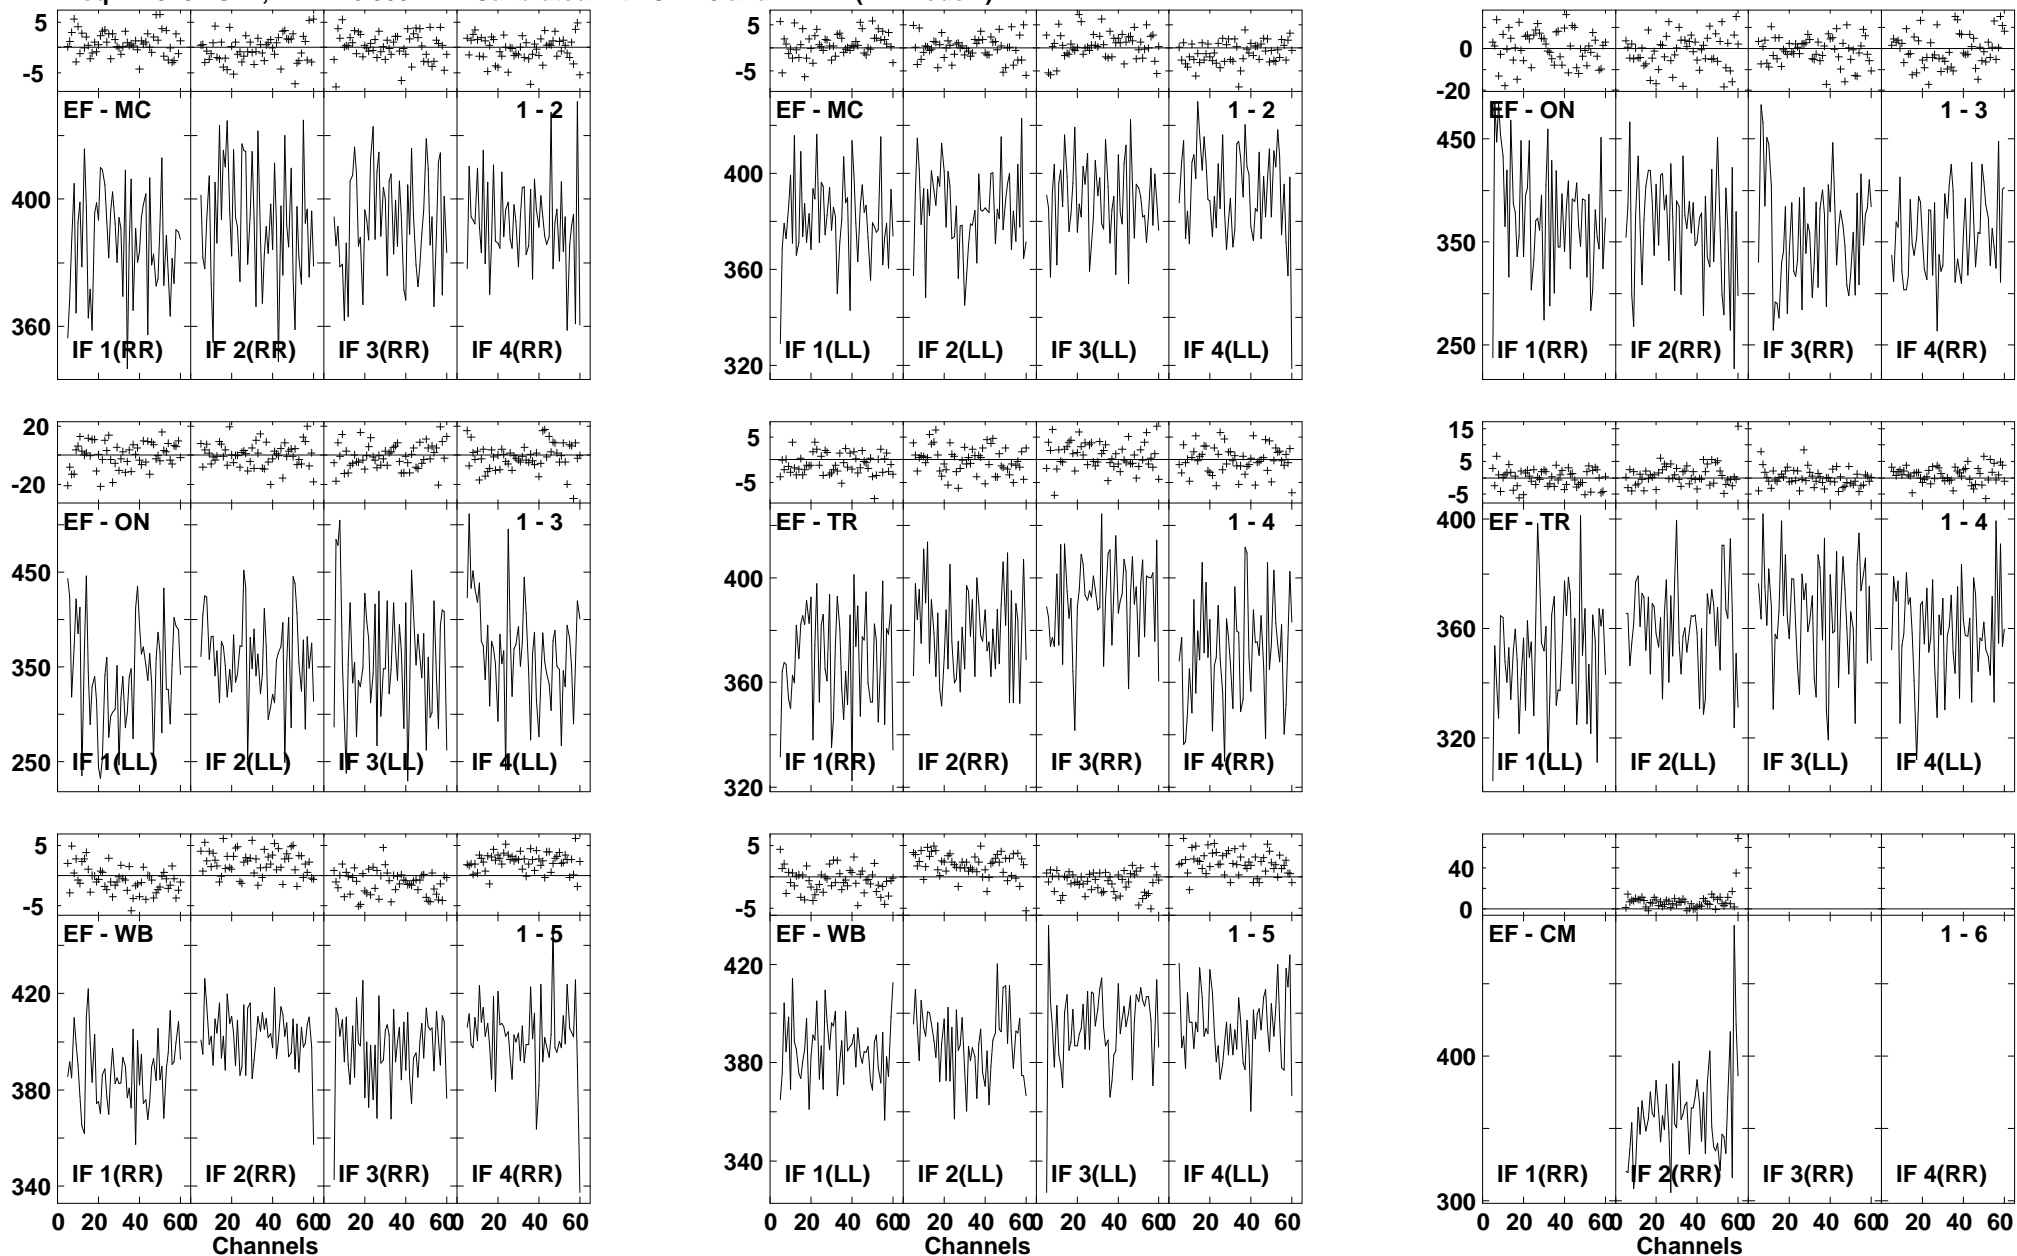 5 5 0
-5 -5 -20
EF - MC 1 - 2 EF - MC 1 - 2 EF - ON 1 - 3
400 400 450
360 360 350
320 250
IF 1(RR) IF 2(RR) IF 3(RR) IF 4(RR) IF 1(LL) IF 2(LL) IF 3(LL) IF 4(LL) IF 1(RR) IF 2(RR) IF 3(RR) IF 4(RR)
20 5 15
-20 -5 5
-5
EF - ON 1 - 3 EF - TR 1 - 4 EF - TR 1 - 4
450 400 400
350 360 360
250 320 320
IF 1(LL) IF 2(LL) IF 3(LL) IF 4(LL) IF 1(RR) IF 2(RR) IF 3(RR) IF 4(RR) IF 1(LL) IF 2(LL) IF 3(LL) IF 4(LL)
5 5 40
-5 -5 0
EF - WB 1 - 5 EF - WB 1 - 5 EF - CM 1 - 6
420 420 400
380 380
340 340 300
IF 1(RR) IF 2(RR) IF 3(RR) IF 4(RR) IF 1(LL) IF 2(LL) IF 3(LL) IF 4(LL) IF 1(RR) IF 2(RR) IF 3(RR) IF 4(RR)
0 20 40 60 0 20 40 60 0 20 40 60 0 20 40 60 0 20 40 60 0 20 40 60 0 20 40 60 0 20 40 60 0 20 40 60 0 20 40 60 0 20 40 60 0 20 40 60
Channels Channels